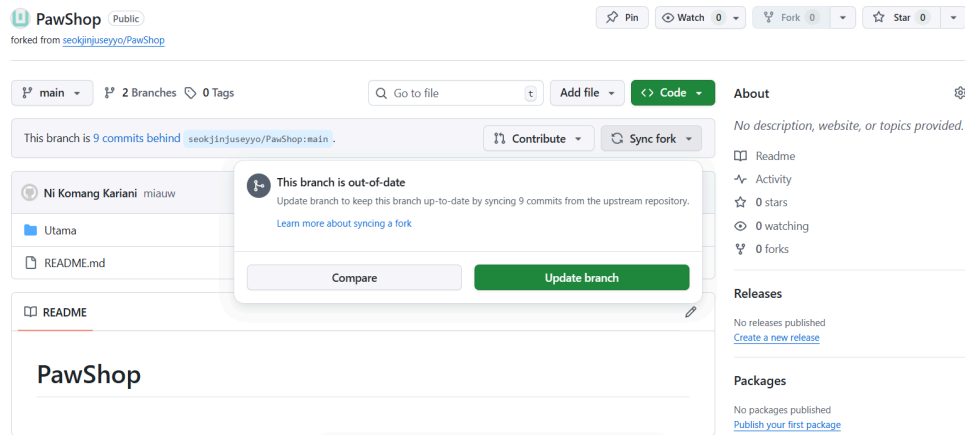 PawShop Public
Pin
Watch 0
Fork 0
Star 0
forked from seokjinjuseyyo/PawShop
main
2 Branches
0 Tags
Go to file
t
Add file
<> Code
This branch is 9 commits behind seokjinjuseyyo/PawShop:main .
Contribute
Sync fork
This branch is out-of-date
Update branch to keep this branch up-to-date by syncing 9 commits from the upstream repository.
Learn more about syncing a fork
Compare
Update branch
Ni Komang Kariani miauw
Utama
README.md
README
PawShop
About
No description, website, or topics provided.
Readme
Activity
0 stars
0 watching
0 forks
Releases
No releases published
Create a new release
Packages
No packages published
Publish your first package